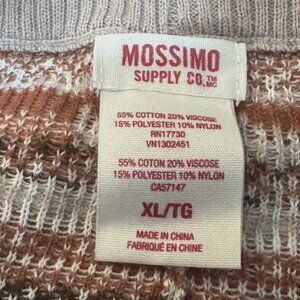 MOSSIMO
SUPPLY CO.™
MC
55% COTTON 20% VISCOSE
15% POLYESTER 10% NYLON
RN17730
VN1302451
55% COTON 20% VISCOSE
15% POLYESTER 10% NYLON
CA57147
XL/TG
MADE IN CHINA
FABRIQUÉ EN CHINE